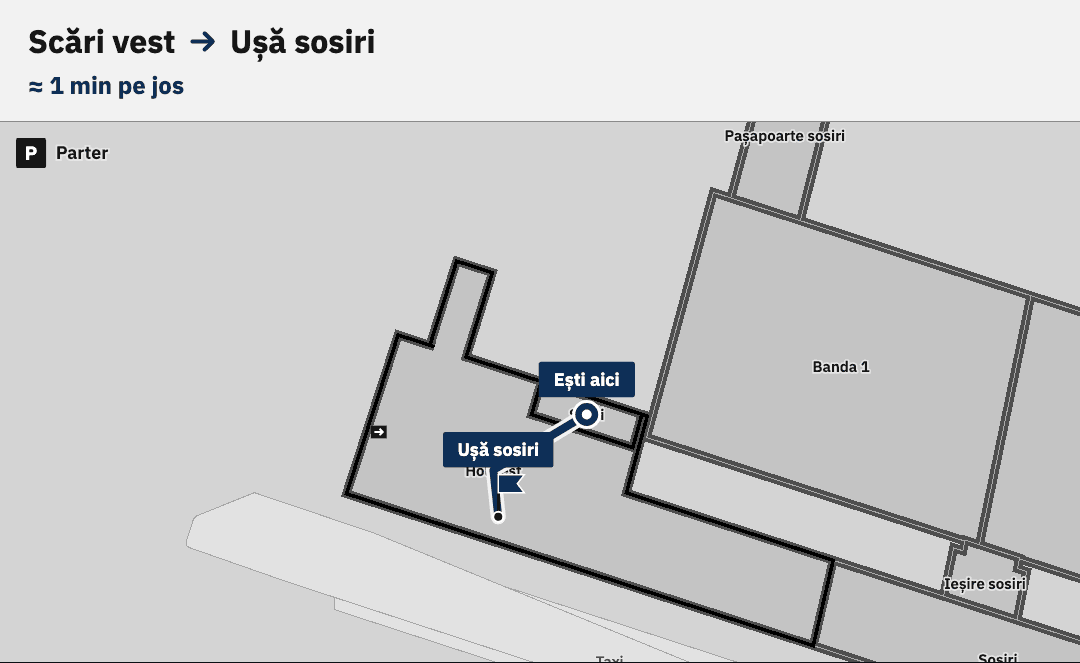 Scări vest → Ușă sosiri
≈ 1 min pe jos
P Parter
Pașapoarte sosiri
Banda 1
Ești aici
Ușă sosiri
Ieșire sosiri
Sosiri
Taxi